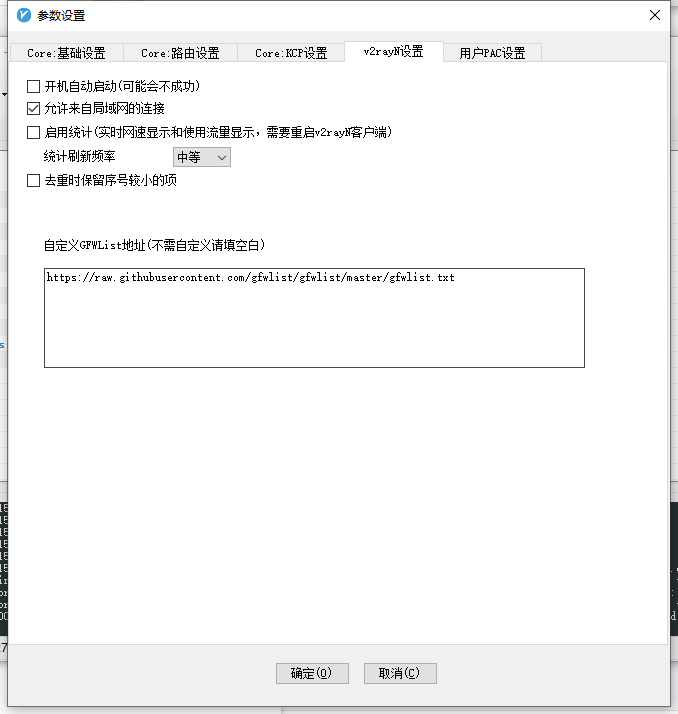 参数设置
Core:基础设置 Core:路由设置 Core:KCP设置 v2rayN设置 用户PAC设置
开机自动启动(可能会不成功)
允许来自局域网的连接
启用统计(实时网速显示和使用流量显示，需要重启v2rayN客户端)
统计刷新频率 中等
去重时保留序号较小的项
自定义GFWList地址(不需自定义请填空白)
https://raw.githubusercontent.com/gfwlist/gfwlist/master/gfwlist.txt
确定(O) 取消(C)